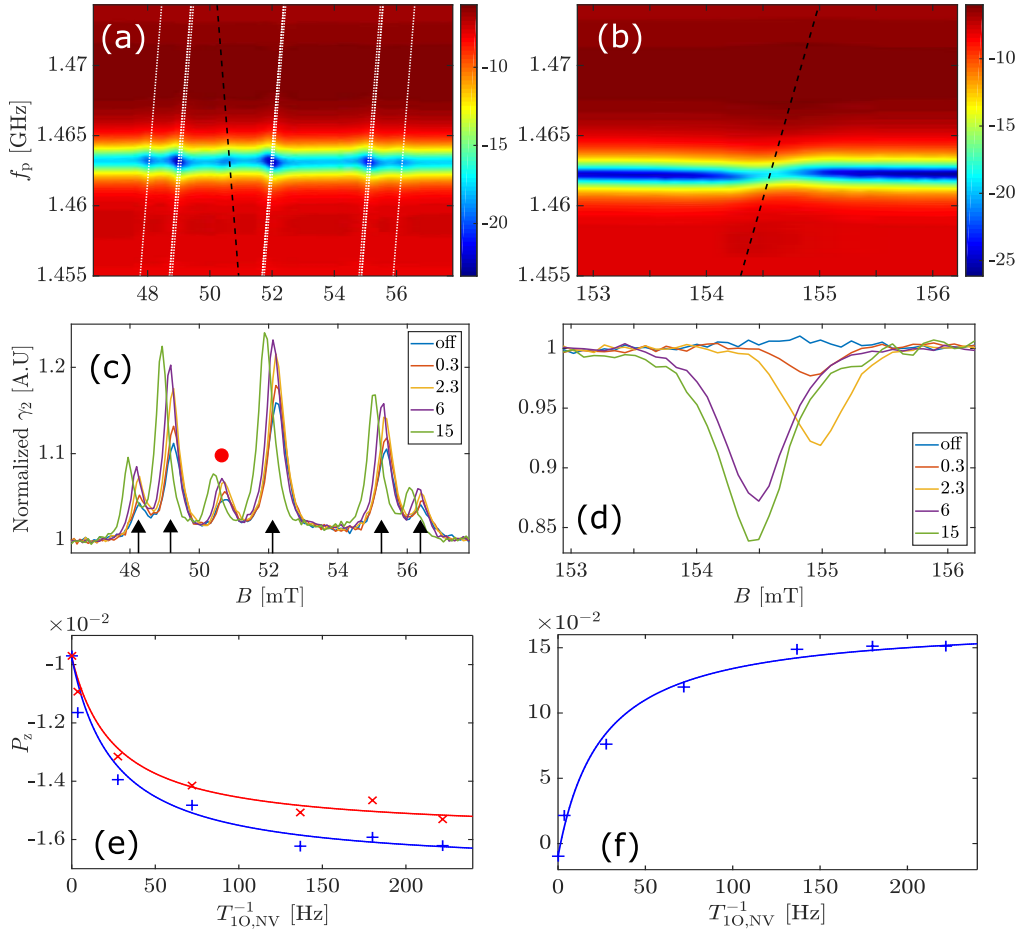 (a)
1.47
1.465
1.46
1.455
f_p [GHz]
48 50 52 54 56
-10
-20
(b)
1.47
1.465
1.46
1.455
153 154 155 156
-10
-15
-20
-25
(c)
1.2
1.1
1
Normalized γ₂ [A.U]
off
0.3
2.3
6
15
48 50 52 54 56
B [mT]
(d)
1
0.95
0.9
0.85
off
0.3
2.3
6
15
153 154 155 156
B [mT]
×10⁻²
-1
-1.2
-1.4
-1.6
P_z
(e)
0 50 100 150 200
T⁻¹_1O,NV [Hz]
×10⁻²
15
10
5
0
(f)
0 50 100 150 200
T⁻¹_1O,NV [Hz]